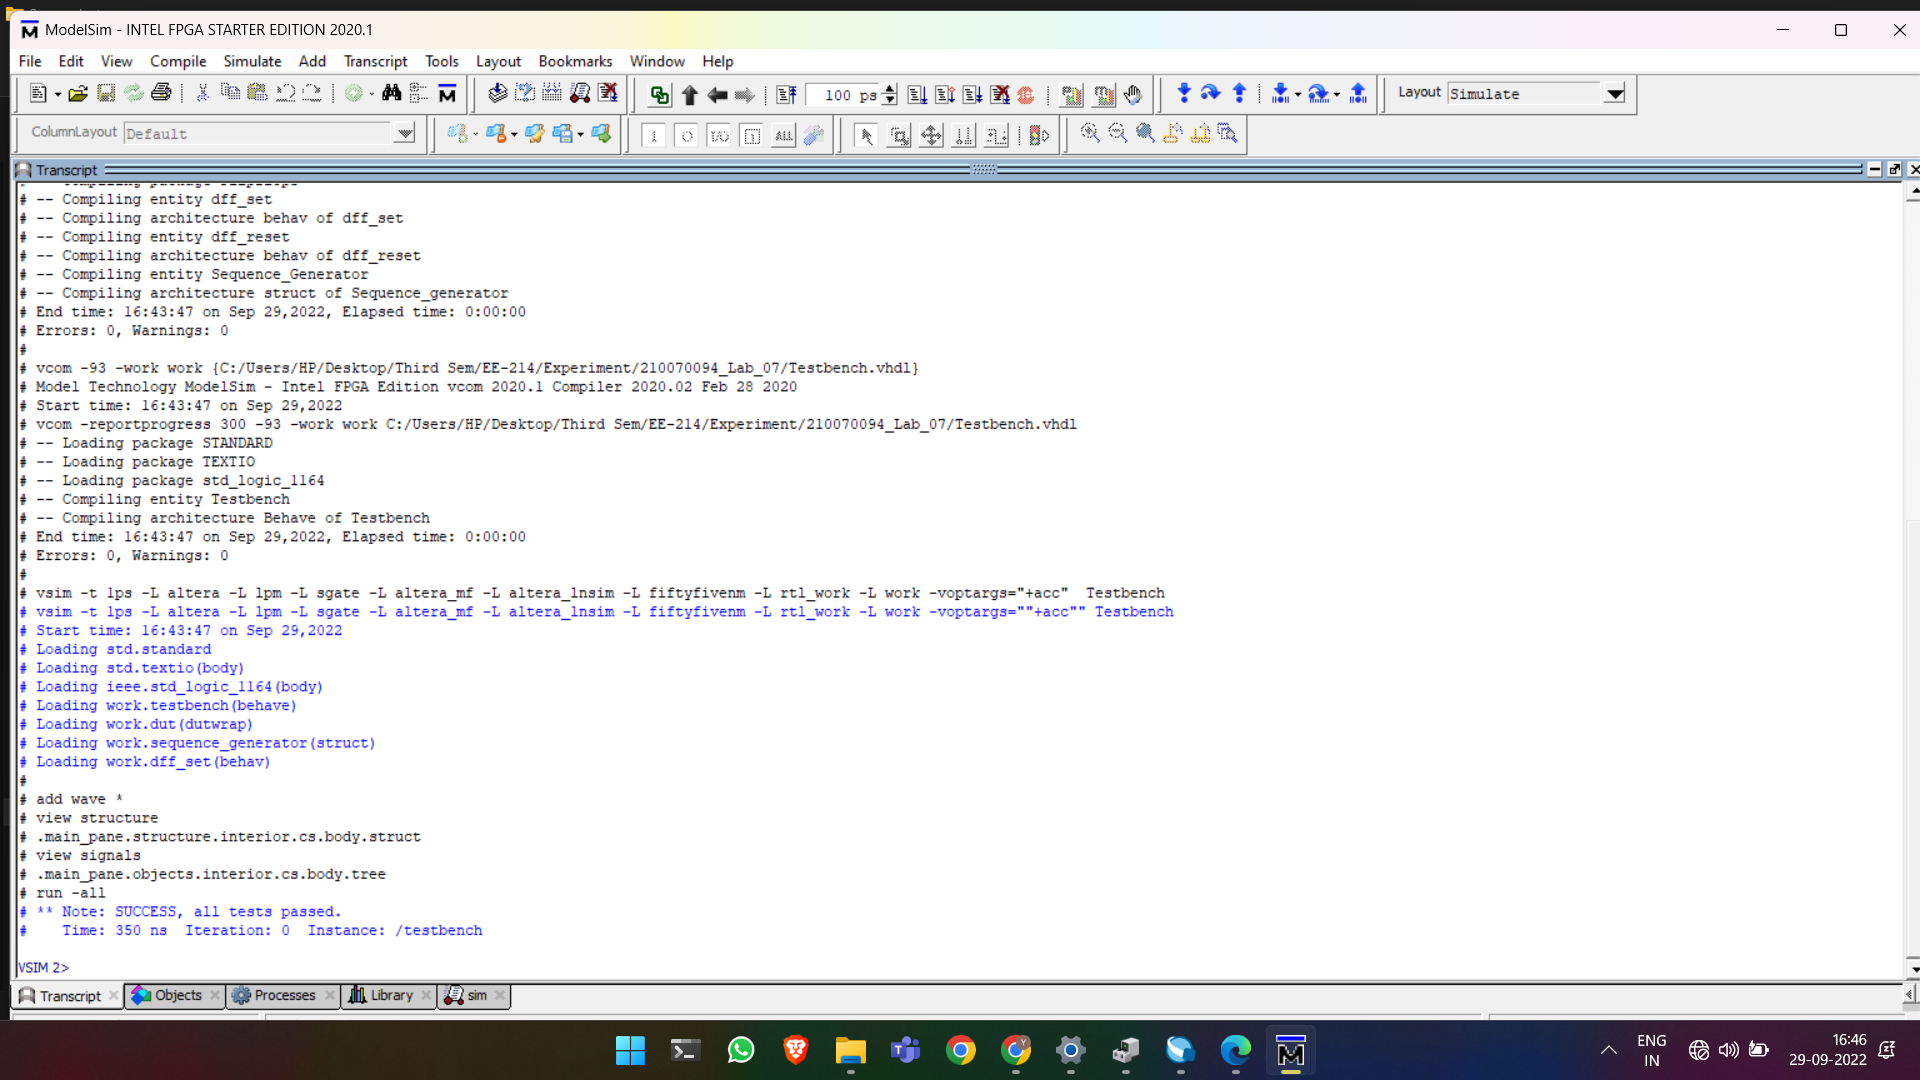 ModelSim - INTEL FPGA STARTER EDITION 2020.1
File Edit View Compile Simulate Add Transcript Tools Layout Bookmarks Window Help
100 ps
Layout Simulate
ColumnLayout Default
Transcript
# -- Compiling entity dff_set
# -- Compiling architecture behav of dff_set
# -- Compiling entity dff_reset
# -- Compiling architecture behav of dff_reset
# -- Compiling entity Sequence_Generator
# -- Compiling architecture struct of Sequence_generator
# End time: 16:43:47 on Sep 29,2022, Elapsed time: 0:00:00
# Errors: 0, Warnings: 0
#
# vcom -93 -work work {C:/Users/HP/Desktop/Third Sem/EE-214/Experiment/210070094_Lab_07/Testbench.vhdl}
# Model Technology ModelSim - Intel FPGA Edition vcom 2020.1 Compiler 2020.02 Feb 28 2020
# Start time: 16:43:47 on Sep 29,2022
# vcom -reportprogress 300 -93 -work work C:/Users/HP/Desktop/Third Sem/EE-214/Experiment/210070094_Lab_07/Testbench.vhdl
# -- Loading package STANDARD
# -- Loading package TEXTIO
# -- Loading package std_logic_1164
# -- Compiling entity Testbench
# -- Compiling architecture Behave of Testbench
# End time: 16:43:47 on Sep 29,2022, Elapsed time: 0:00:00
# Errors: 0, Warnings: 0
#
# vsim -t 1ps -L altera -L lpm -L sgate -L altera_mf -L altera_lnsim -L fiftyfivenm -L rtl_work -L work -voptargs="+acc"  Testbench
# vsim -t 1ps -L altera -L lpm -L sgate -L altera_mf -L altera_lnsim -L fiftyfivenm -L rtl_work -L work -voptargs=""+acc"" Testbench
# Start time: 16:43:47 on Sep 29,2022
# Loading std.standard
# Loading std.textio(body)
# Loading ieee.std_logic_1164(body)
# Loading work.testbench(behave)
# Loading work.dut(dutwrap)
# Loading work.sequence_generator(struct)
# Loading work.dff_set(behav)
#
# add wave *
# view structure
# .main_pane.structure.interior.cs.body.struct
# view signals
# .main_pane.objects.interior.cs.body.tree
# run -all
# ** Note: SUCCESS, all tests passed.
#    Time: 350 ns  Iteration: 0  Instance: /testbench
VSIM 2>
Transcript Objects Processes Library sim
ENG
IN
16:46
29-09-2022